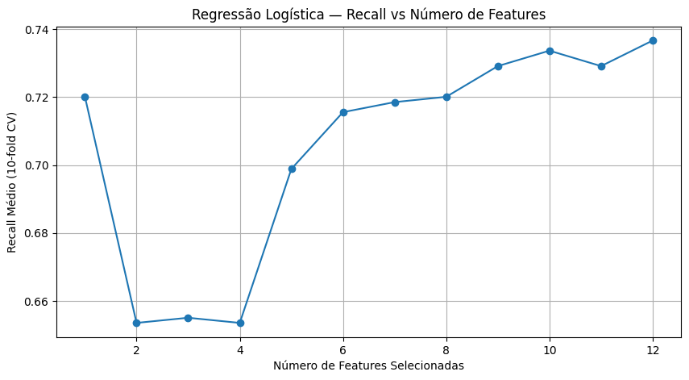 Regressão Logística — Recall vs Número de Features
Recall Médio (10-fold CV)
0.74
0.72
0.70
0.68
0.66
2 4 6 8 10 12
Número de Features Selecionadas